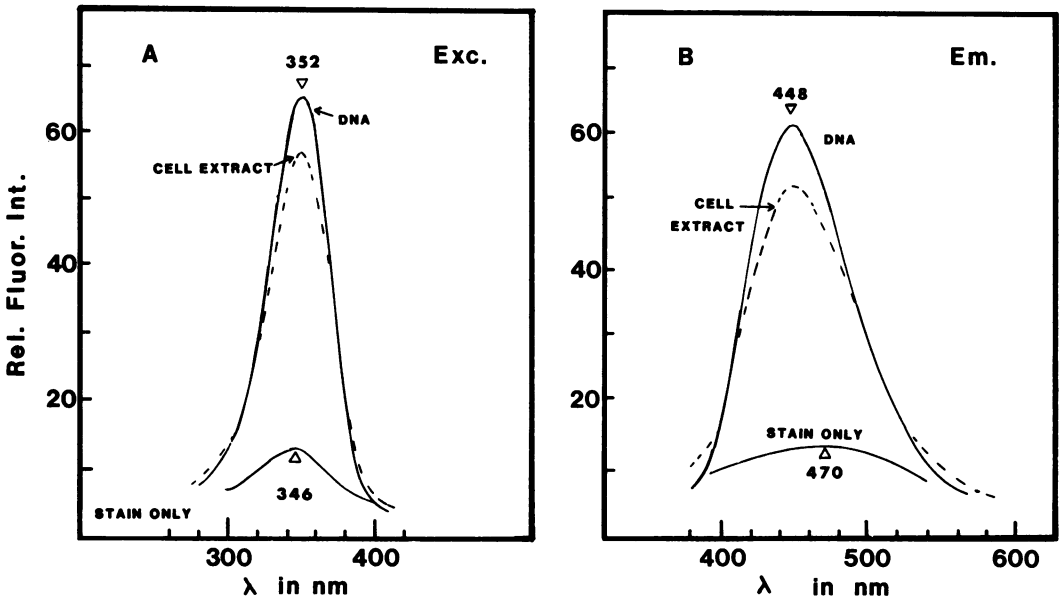 A
Exc.
352
DNA
CELL EXTRACT
60
40
20
Rel. Fluor. Int.
346
STAIN ONLY
300
400
λ in nm
B
Em.
448
DNA
CELL
EXTRACT
60
40
20
STAIN ONLY
470
400
500
600
λ in nm